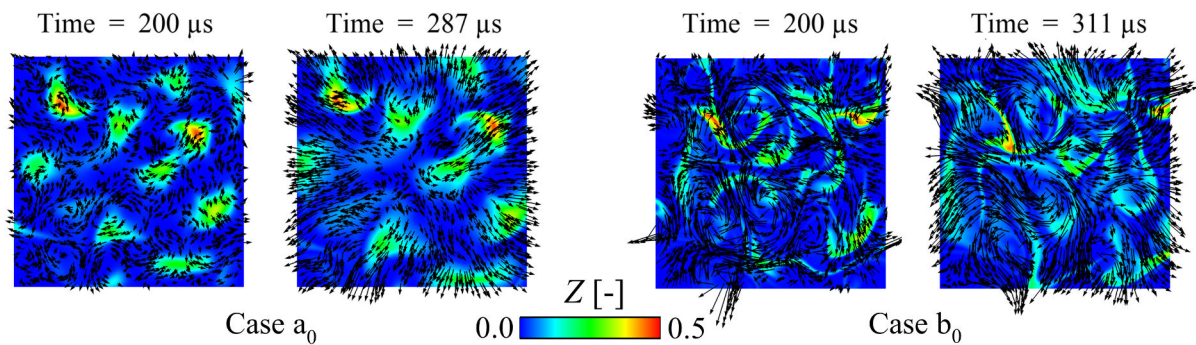 Time = 200 µs
Time = 287 µs
Time = 200 µs
Time = 311 µs
Z [-]
Case a₀
0.0
0.5
Case b₀